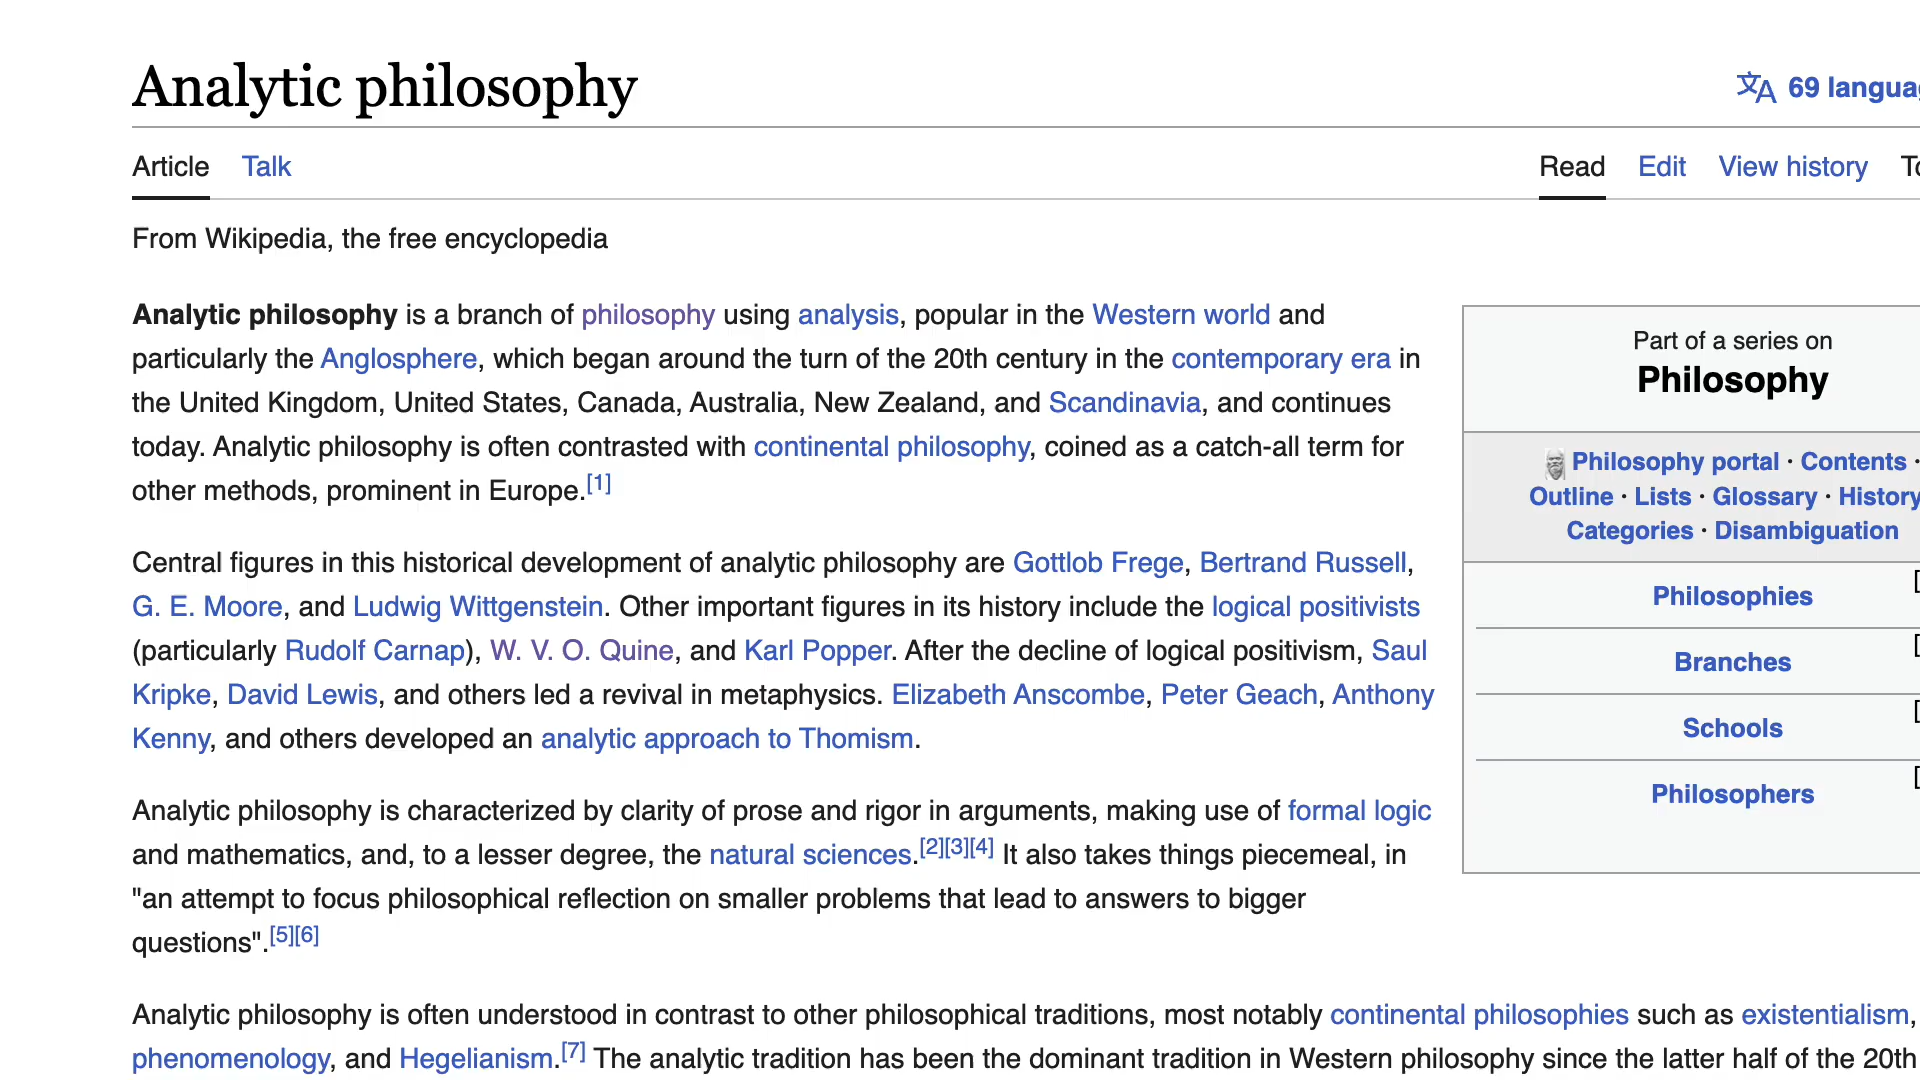 Analytic philosophy
69
Article Talk Read Edit View history
From Wikipedia, the free encyclopedia
Analytic philosophy is a branch of philosophy using analysis, popular in the Western world and
particularly the Anglosphere, which began around the turn of the 20th century in the contemporary era in
the United Kingdom, United States, Canada, Australia, New Zealand, and Scandinavia, and continues
today. Analytic philosophy is often contrasted with continental philosophy, coined as a catch-all term for
other methods, prominent in Europe.[1]
Central figures in this historical development of analytic philosophy are Gottlob Frege, Bertrand Russell,
G. E. Moore, and Ludwig Wittgenstein. Other important figures in its history include the logical positivists
(particularly Rudolf Carnap), W. V. O. Quine, and Karl Popper. After the decline of logical positivism, Saul
Kripke, David Lewis, and others led a revival in metaphysics. Elizabeth Anscombe, Peter Geach, Anthony
Kenny, and others developed an analytic approach to Thomism.
Analytic philosophy is characterized by clarity of prose and rigor in arguments, making use of formal logic
and mathematics, and, to a lesser degree, the natural sciences.[2][3][4] It also takes things piecemeal, in
"an attempt to focus philosophical reflection on smaller problems that lead to answers to bigger
questions".[5][6]
Analytic philosophy is often understood in contrast to other philosophical traditions, most notably continental philosophies such as existentialism,
phenomenology, and Hegelianism.[7] The analytic tradition has been the dominant tradition in Western philosophy since the latter half of the 20th
Part of a series on
Philosophy
Philosophy portal · Contents ·
Outline · Lists · Glossary · History
Categories · Disambiguation
Philosophies
Branches
Schools
Philosophers